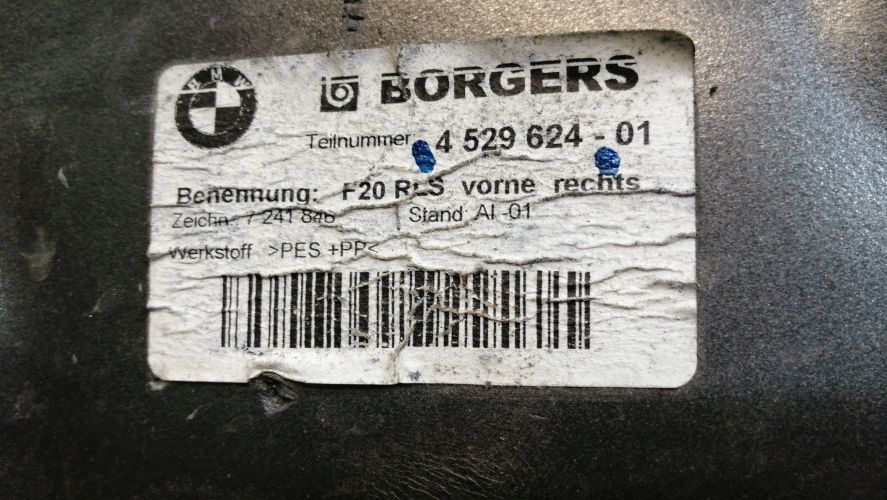 BMW
BORGERS
Teilnummer: 4 529 624 - 01
Benennung: F20 RLS vorne rechts
Zeichn.: 7 241 846 Stand: AI -01
Werkstoff >PES +PP<